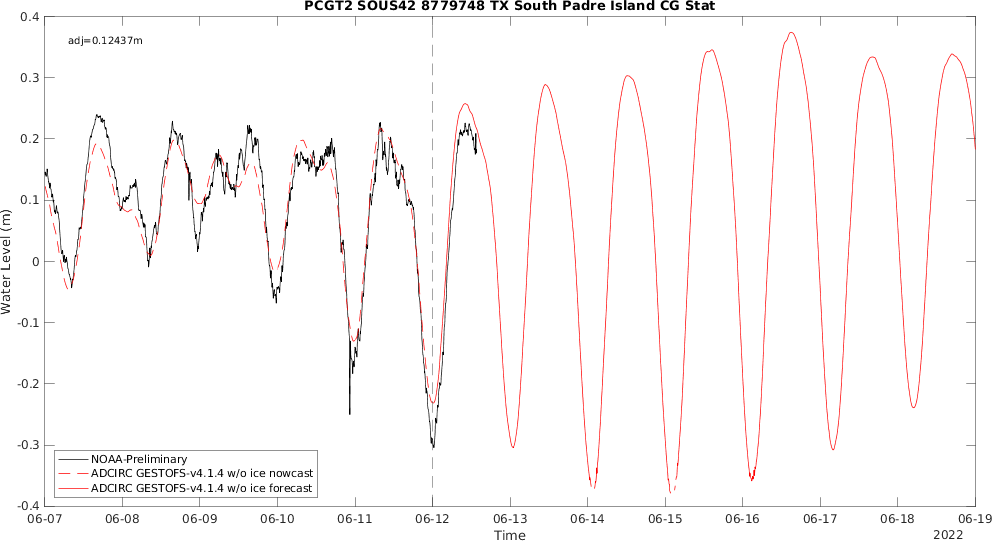 PCGT2 SOUS42 8779748 TX South Padre Island CG Stat
adj=0.12437m
0.4
0.3
0.2
0.1
0
-0.1
-0.2
-0.3
-0.4
Water Level (m)
NOAA-Preliminary
ADCIRC GESTOFS-v4.1.4 w/o ice nowcast
ADCIRC GESTOFS-v4.1.4 w/o ice forecast
06-07 06-08 06-09 06-10 06-11 06-12 06-13 06-14 06-15 06-16 06-17 06-18 06-19
Time
2022